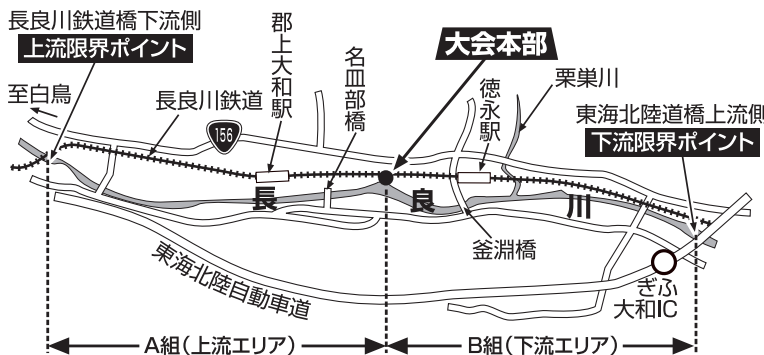 長良川鉄道橋下流側
上流限界ポイント
至白鳥
長良川鉄道
156
郡上大和駅
名皿部橋
大会本部
徳永駅
栗巣川
東海北陸道橋上流側
下流限界ポイント
長
良
川
釜淵橋
東海北陸自動車道
ぎふ
大和IC
A組(上流エリア)
B組(下流エリア)